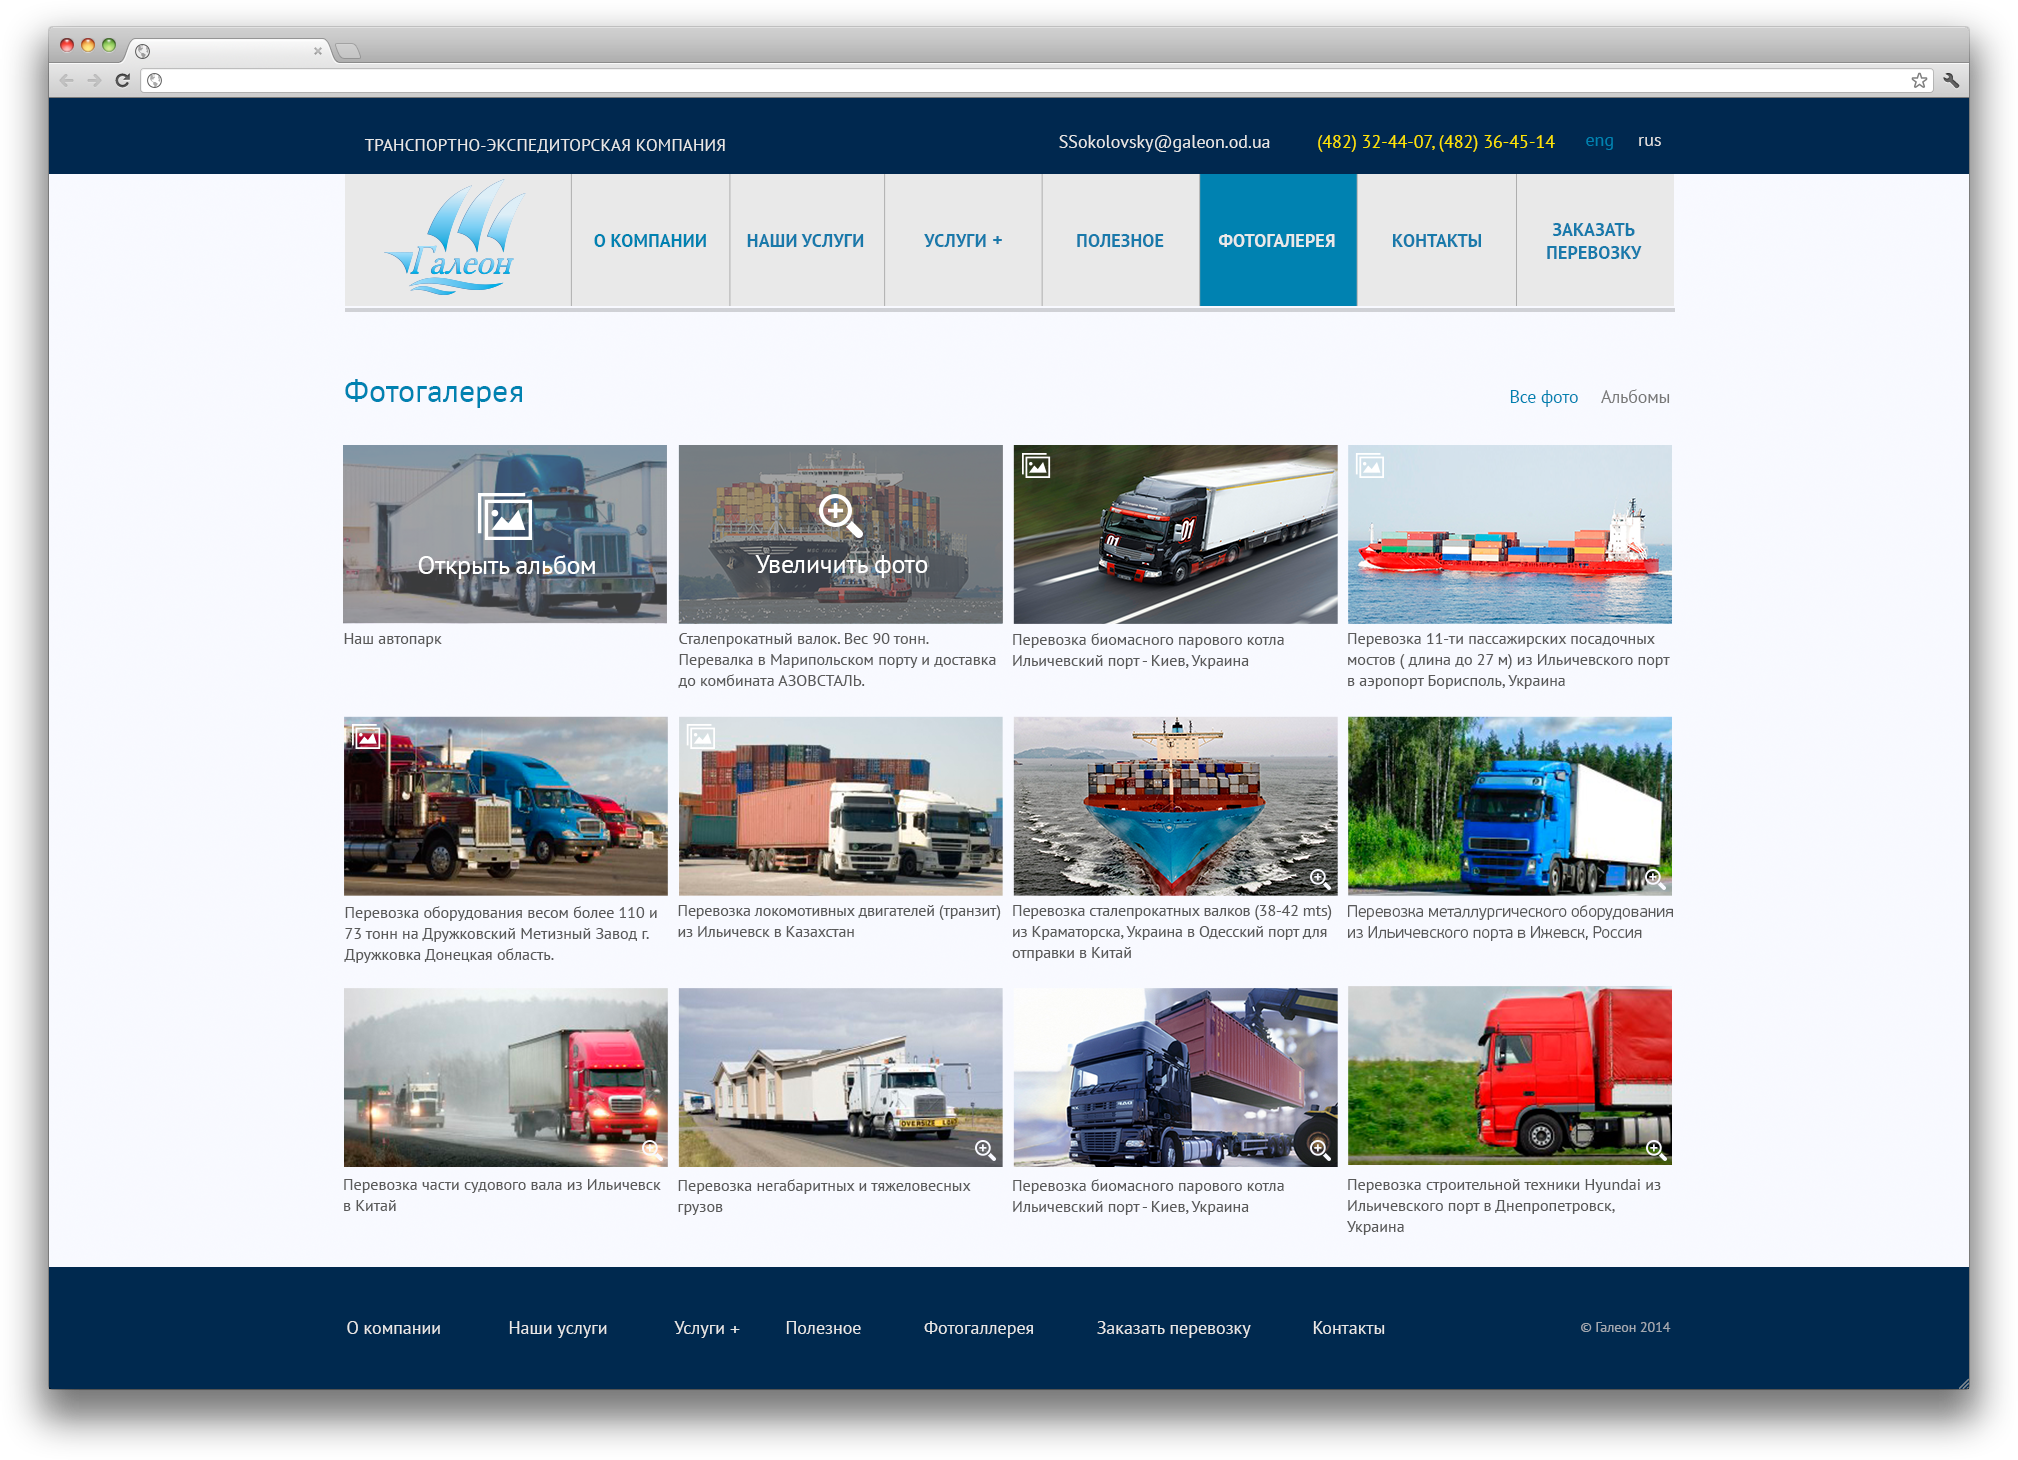 ТРАНСПОРТНО-ЭКСПЕДИТОРСКАЯ КОМПАНИЯ
SSokolovsky@galeon.od.ua
(482) 32-44-07, (482) 36-45-14
eng
rus
Галеон
О КОМПАНИИ
НАШИ УСЛУГИ
УСЛУГИ +
ПОЛЕЗНОЕ
ФОТОГАЛЕРЕЯ
КОНТАКТЫ
ЗАКАЗАТЬ
ПЕРЕВОЗКУ
Фотогалерея
Все фото
Альбомы
Открыть альбом
Увеличить фото
01
01
Наш автопарк
Сталепрокатный валок. Вес 90 тонн.
Перевалка в Марипольском порту и доставка
до комбината АЗОВСТАЛЬ.
Перевозка биомасного парового котла
Ильичевский порт - Киев, Украина
Перевозка 11-ти пассажирских посадочных
мостов ( длина до 27 м) из Ильичевского порт
в аэропорт Борисполь, Украина
Перевозка оборудования весом более 110 и
73 тонн на Дружковский Метизный Завод г.
Дружковка Донецкая область.
Перевозка локомотивных двигателей (транзит)
из Ильичевск в Казахстан
Перевозка сталепрокатных валков (38-42 mts)
из Краматорска, Украина в Одесский порт для
отправки в Китай
Перевозка металлургического оборудования
из Ильичевского порта в Ижевск, Россия
OVERSIZE LOAD
Перевозка части судового вала из Ильичевск
в Китай
Перевозка негабаритных и тяжеловесных
грузов
Перевозка биомасного парового котла
Ильичевский порт - Киев, Украина
Перевозка строительной техники Hyundai из
Ильичевского порт в Днепропетровск,
Украина
О компании
Наши услуги
Услуги +
Полезное
Фотогаллерея
Заказать перевозку
Контакты
© Галеон 2014